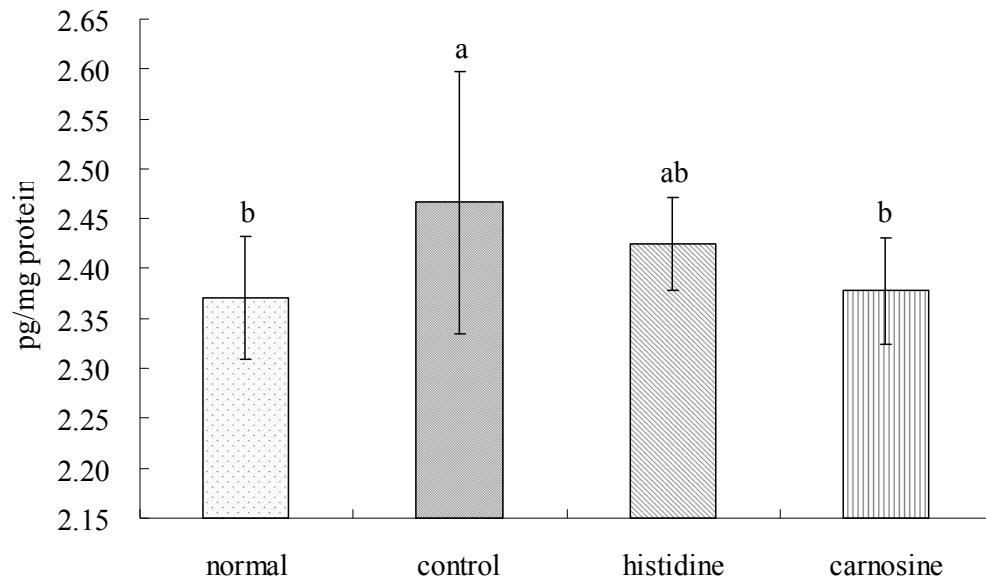 2.65
2.60
2.55
2.50
2.45
2.40
2.35
2.30
2.25
2.20
2.15
pg/mg protein
b
a
ab
b
normal control histidine carnosine